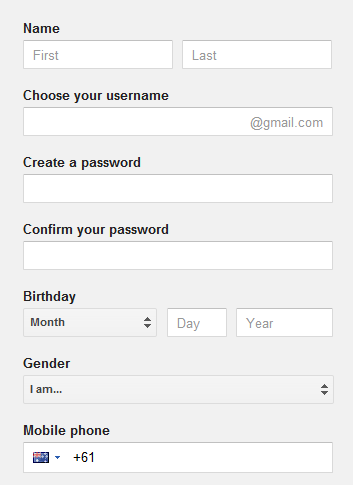 Name
First Last
Choose your username
@gmail.com
Create a password
Confirm your password
Birthday
Month Day Year
Gender
I am...
Mobile phone
+61